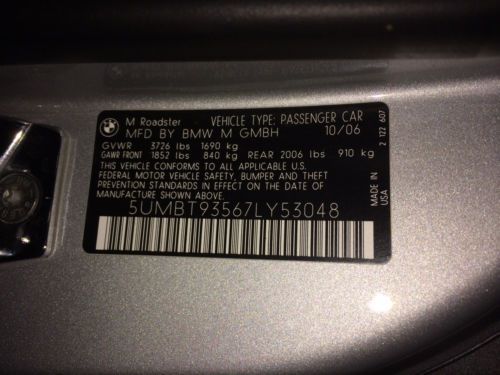 BMW
M Roadster VEHICLE TYPE: PASSENGER CAR
MFD BY BMW M GMBH 10/06
GVWR 3726 lbs 1690 kg
GAWR FRONT 1852 lbs 840 kg REAR 2006 lbs 910 kg
THIS VEHICLE CONFORMS TO ALL APPLICABLE U.S.
FEDERAL MOTOR VEHICLE SAFETY, BUMPER AND THEFT
PREVENTION STANDARDS IN EFFECT ON THE DATE OF
MANUFACTURE SHOWN ABOVE.
5UMBT93567LY53048
MADE IN USA
2 122 607